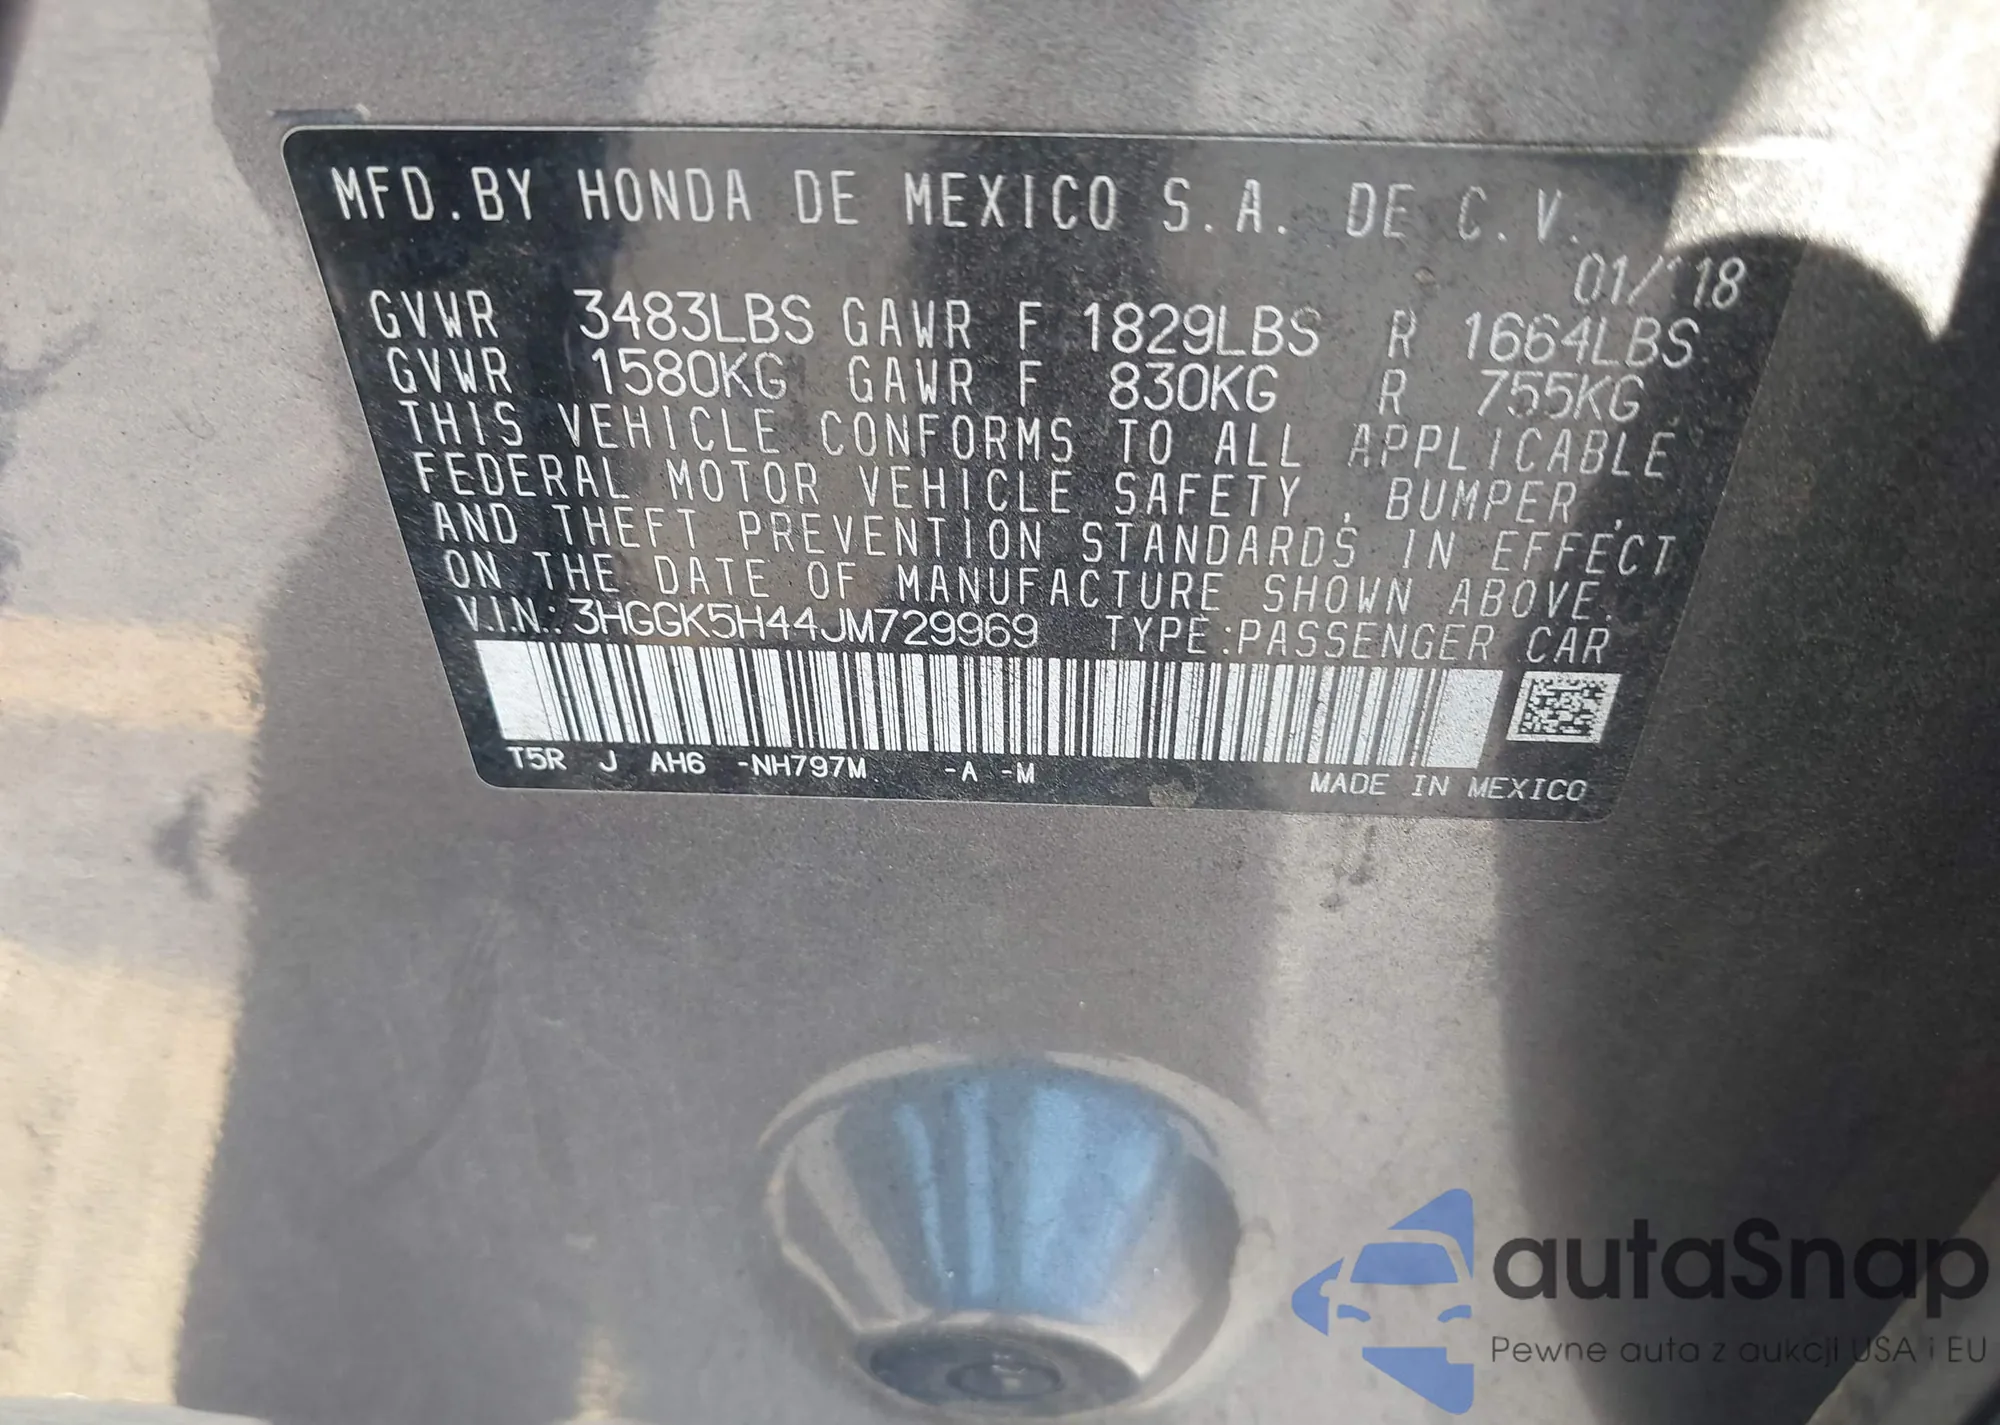 MFD. BY HONDA DE MEXICO S.A. DE C.V.
01/18
GVWR 3483LBS GAWR F 1829LBS R 1664LBS
GVWR 1580KG GAWR F 830KG R 755KG
THIS VEHICLE CONFORMS TO ALL APPLICABLE
FEDERAL MOTOR VEHICLE SAFETY, BUMPER,
AND THEFT PREVENTION STANDARDS IN EFFECT
ON THE DATE OF MANUFACTURE SHOWN ABOVE.
V.I.N.: 3HGGK5H44JM729969 TYPE:PASSENGER CAR
T5R J AH6 -NH797M -A -M
MADE IN MEXICO
autaSnap
Pewne auta z aukcji USA i EU